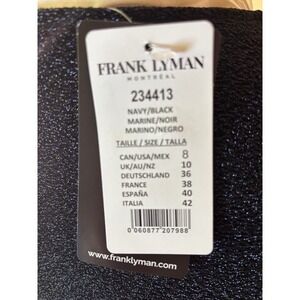 FRANK LYMAN
MONTRÉAL
234413
NAVY/BLACK
MARINE/NOIR
MARINO/NEGRO
TAILLE / SIZE / TALLA
CAN/USA/MEX 8
UK/AU/NZ 10
DEUTSCHLAND 36
FRANCE 38
ESPAÑA 40
ITALIA 42
0 060877 207988
www.franklyman.com